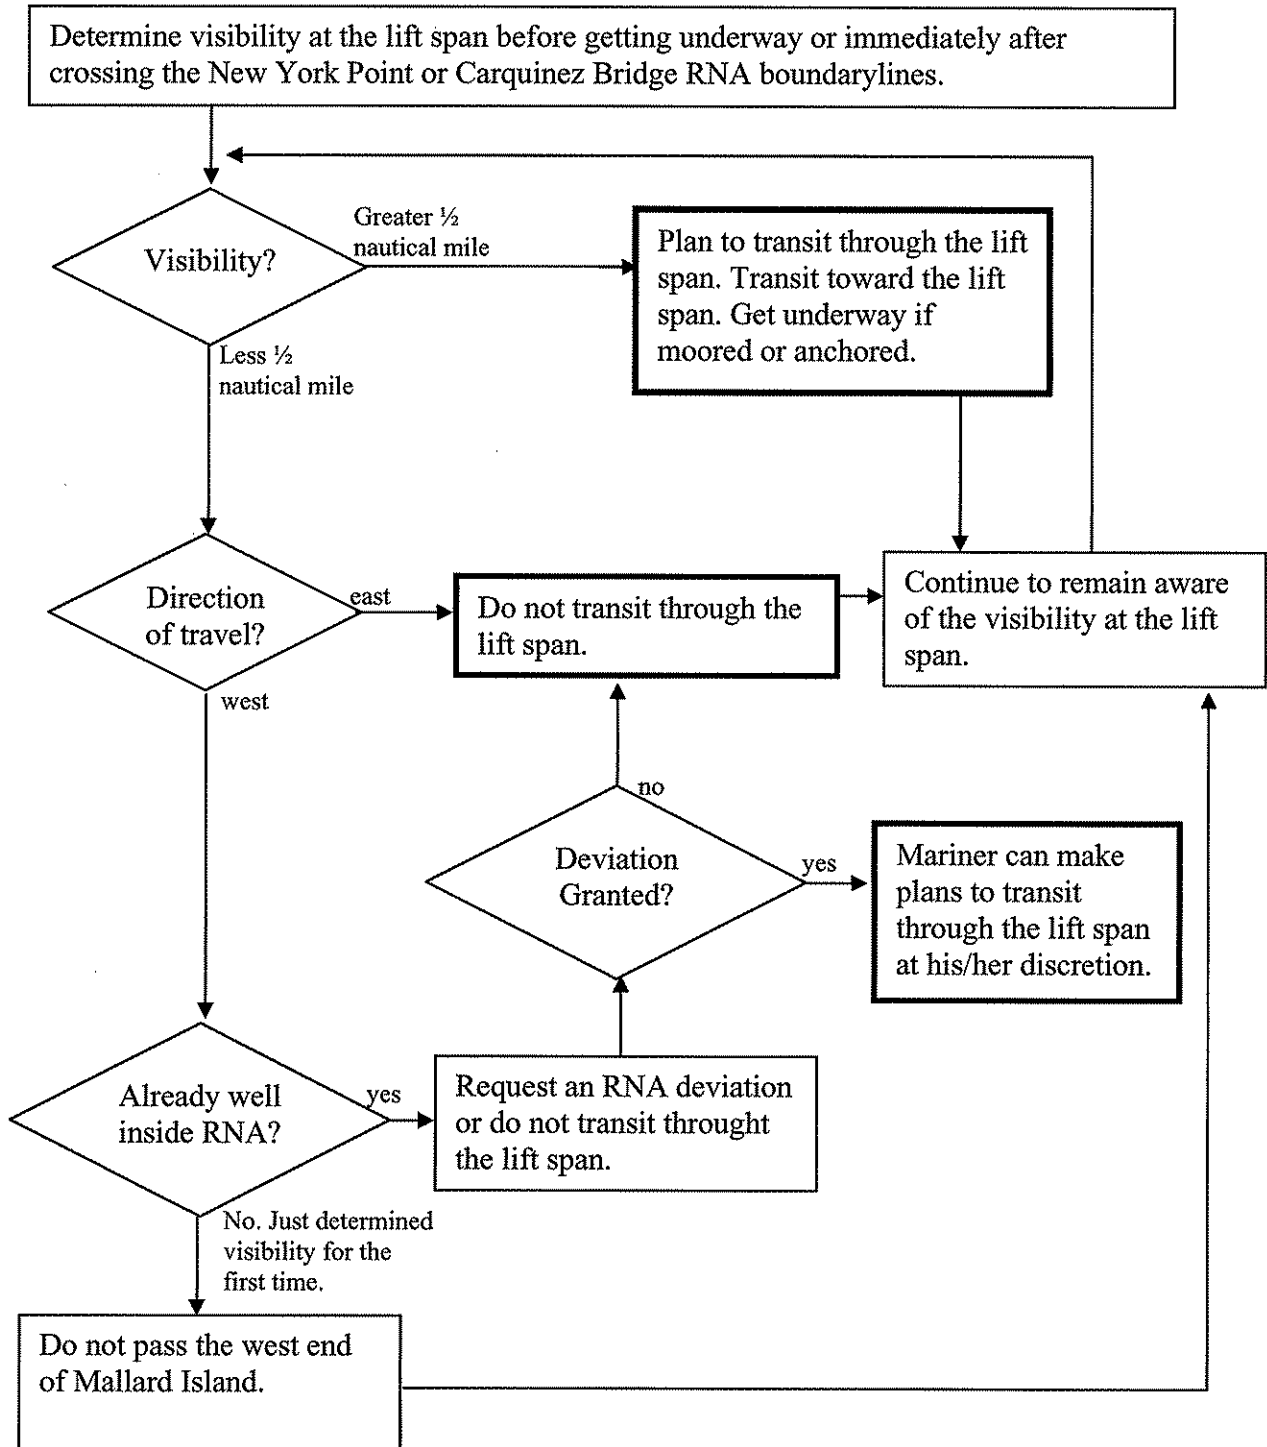 Determine visibility at the lift span before getting underway or immediately after
crossing the New York Point or Carquinez Bridge RNA boundarylines.
Visibility?
Greater ½
nautical mile
Plan to transit through the lift
span. Transit toward the lift
span. Get underway if
moored or anchored.
Less ½
nautical mile
Direction
of travel?
east
Do not transit through the
lift span.
Continue to remain aware
of the visibility at the lift
span.
west
no
Deviation
Granted?
yes
Mariner can make
plans to transit
through the lift span
at his/her discretion.
Already well
inside RNA?
yes
Request an RNA deviation
or do not transit throught
the lift span.
No. Just determined
visibility for the
first time.
Do not pass the west end
of Mallard Island.